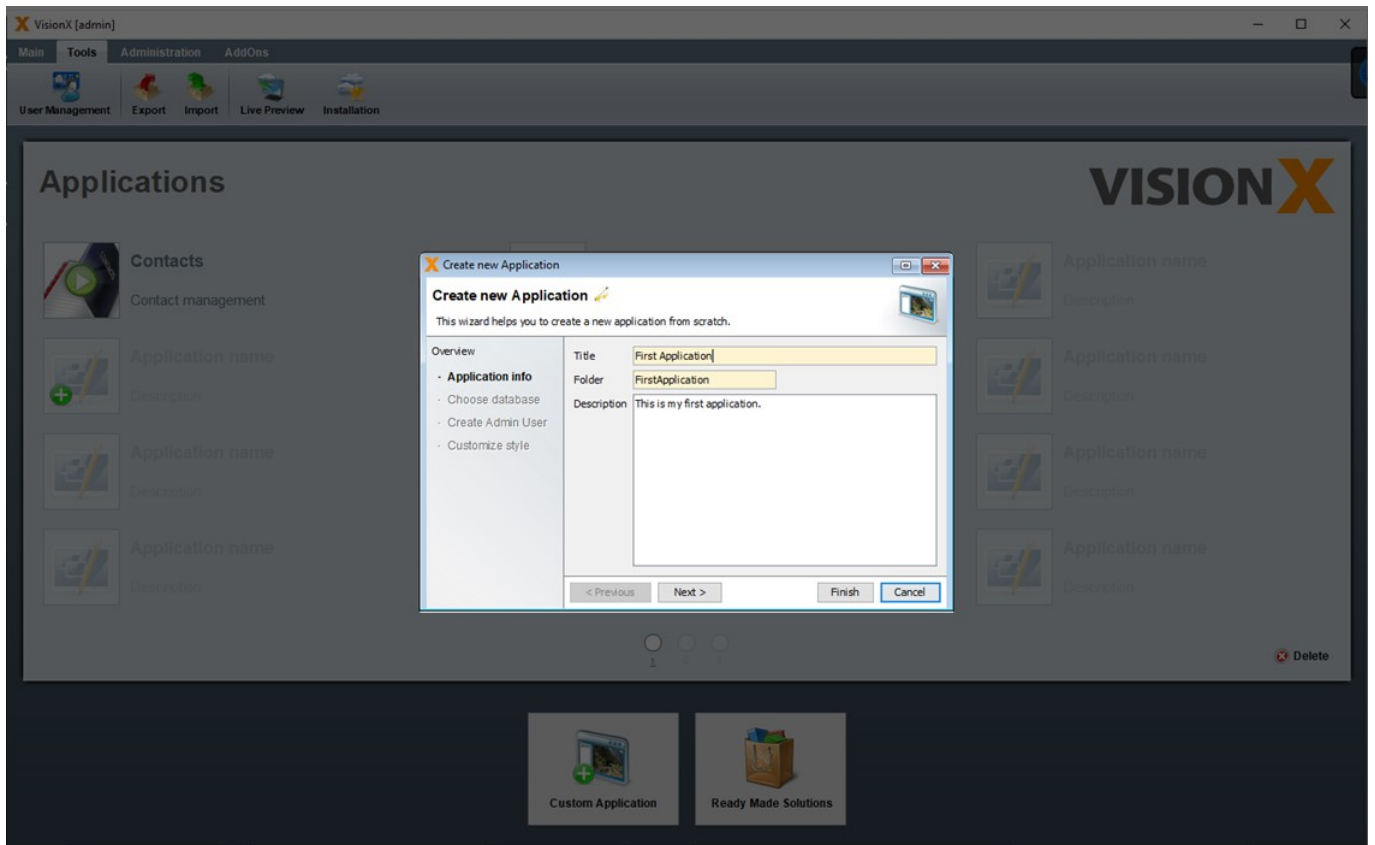 VisionX [admin]
Main Tools Administration AddOns
User Management Export Import Live Preview Installation
Applications
VISIONX
Contacts
Contact management
Application name
Description
Application name
Description
Application name
Description
Application name
Description
Application name
Description
Application name
Description
Application name
Description
Create new Application
Create new Application
This wizard helps you to create a new application from scratch.
Overview
· Application info
· Choose database
· Create Admin User
· Customize style
Title First Application
Folder FirstApplication
Description This is my first application.
< Previous Next > Finish Cancel
1
Delete
Custom Application Ready Made Solutions